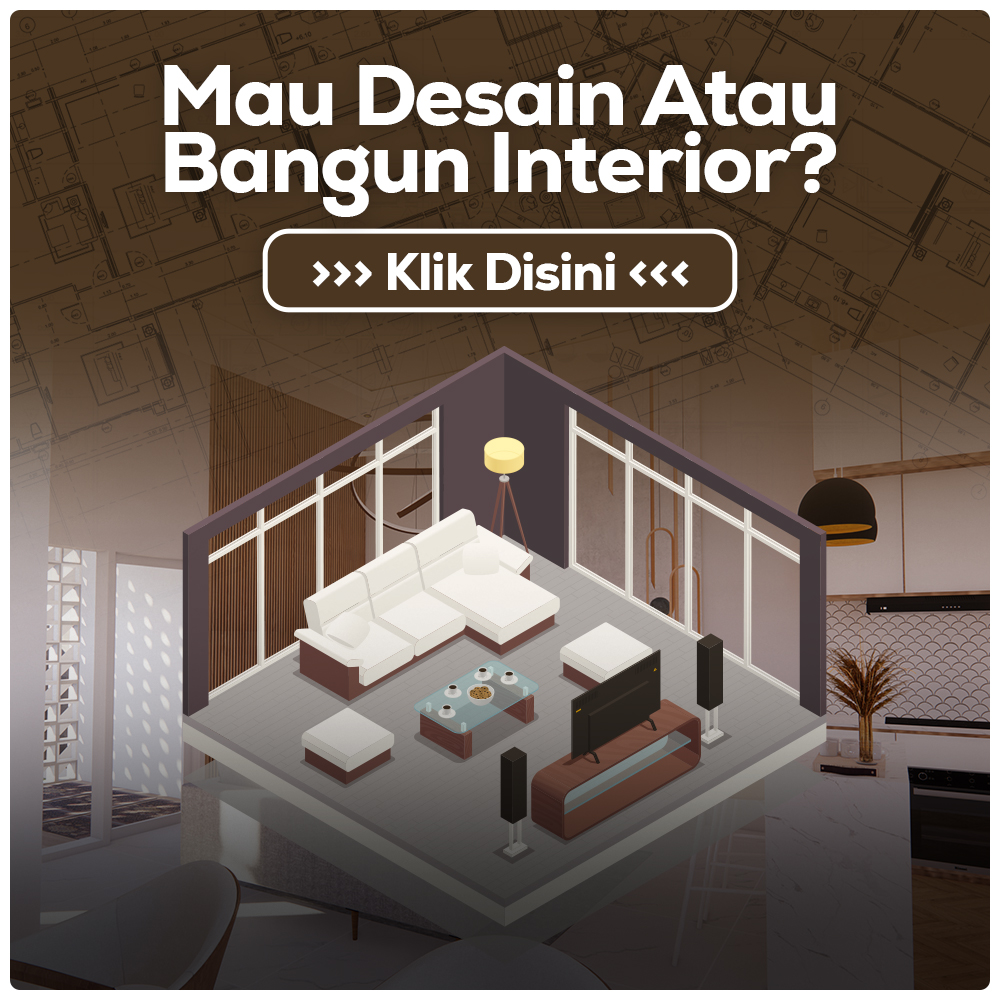 Mau Desain Atau
Bangun Interior?
>>> Klik Disini <<<